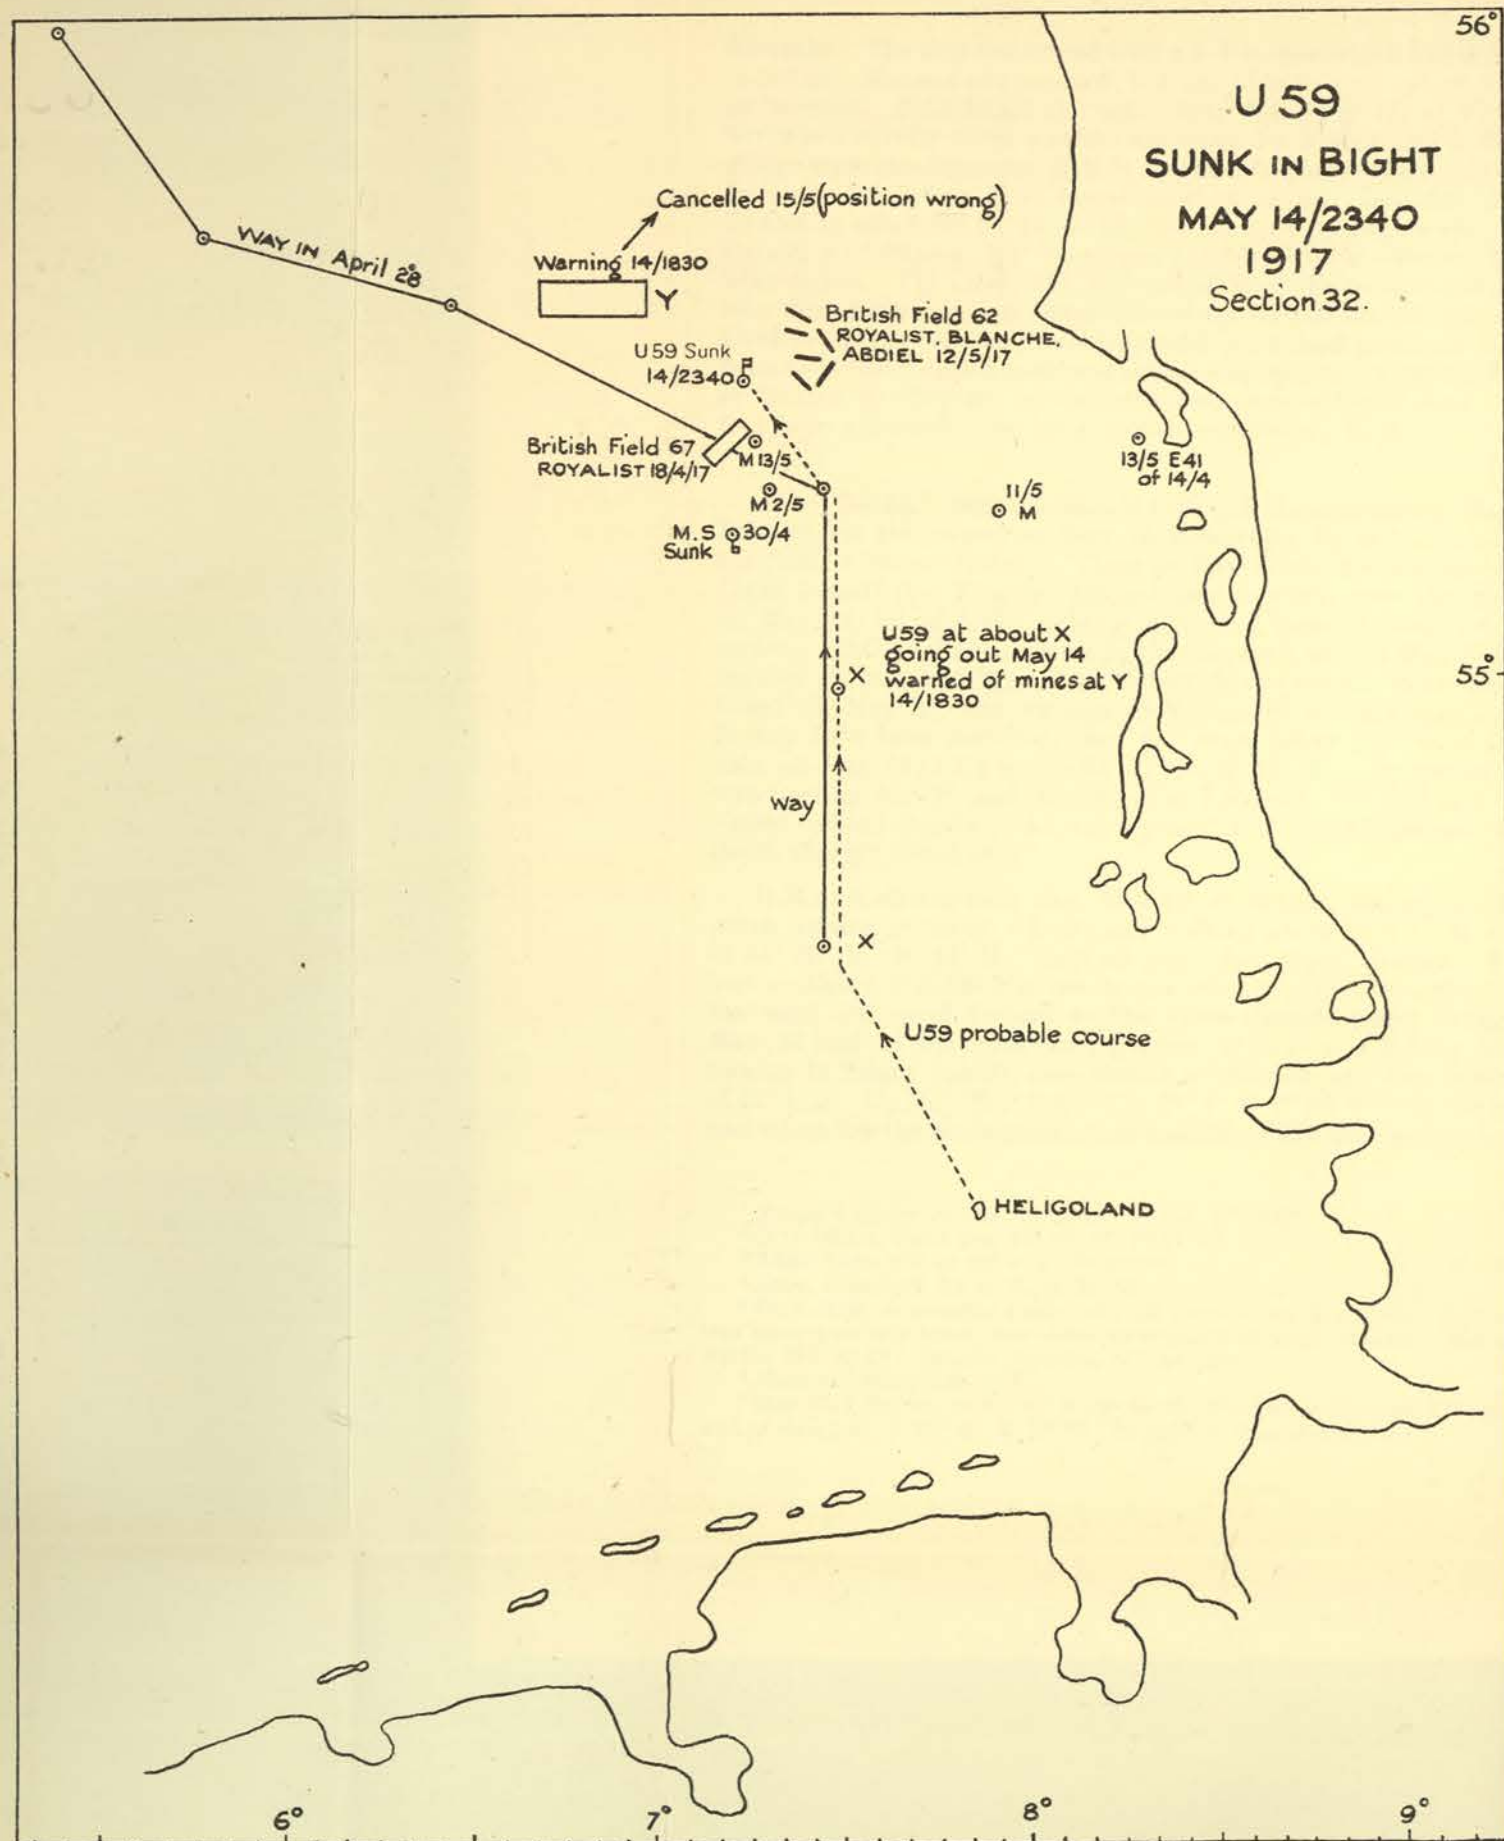 56°
U 59
SUNK IN BIGHT
MAY 14/2340
1917
Section 32.
Cancelled 15/5 (position wrong)
WAY IN April 28
Warning 14/1830
Y
British Field 62
ROYALIST, BLANCHE,
ABDIEL 12/5/17
U59 Sunk
14/2340
British Field 67
ROYALIST 18/4/17
M 13/5
M 2/5
M.S 30/4
Sunk
13/5 E41
of 14/4
11/5
M
U59 at about X
going out May 14
warned of mines at Y
14/1830
X
55°
Way
X
U59 probable course
HELIGOLAND
6° 7° 8° 9°